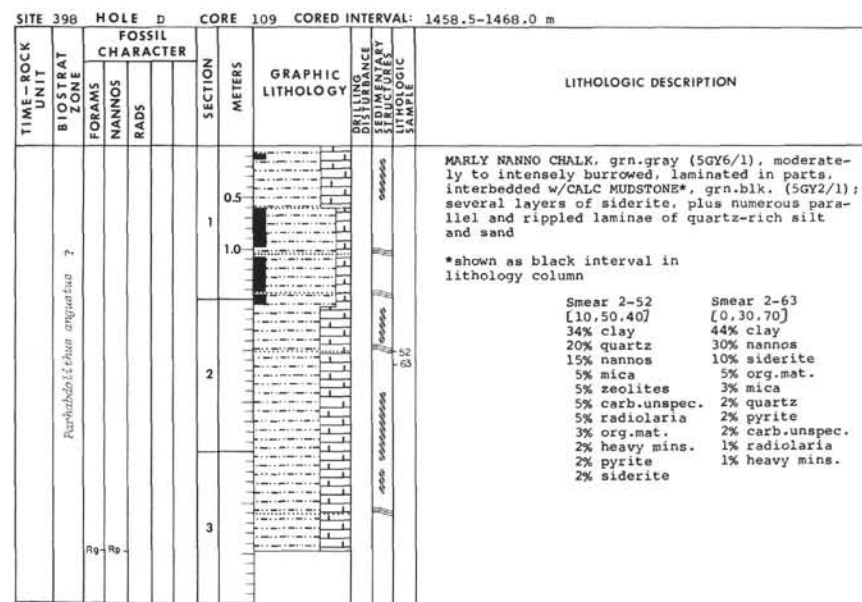 SITE 398 HOLE D CORE 109 CORED INTERVAL: 1458.5-1468.0 m
TIME-ROCK UNIT
BIOSTRAT ZONE
FOSSIL CHARACTER
FORAMS
NANNOS
RADS
SECTION
METERS
GRAPHIC LITHOLOGY
DRILLING DISTURBANCE
SEDIMENTARY STRUCTURES
LITHOLOGIC SAMPLE
LITHOLOGIC DESCRIPTION
Parhabdolithus angustus ?
Rg
Rp
1
2
3
0.5
1.0
52
63
MARLY NANNO CHALK, grn.gray (5GY6/1), moderate-
ly to intensely burrowed, laminated in parts,
interbedded w/CALC MUDSTONE*, grn.blk. (5GY2/1);
several layers of siderite, plus numerous para-
llel and rippled laminae of quartz-rich silt
and sand
*shown as black interval in
lithology column
Smear 2-52
[10,50,40]
34% clay
20% quartz
15% nannos
5% mica
5% zeolites
5% carb.unspec.
5% radiolaria
3% org.mat.
2% heavy mins.
2% pyrite
2% siderite
Smear 2-63
[0,30.70]
44% clay
30% nannos
10% siderite
5% org.mat.
3% mica
2% quartz
2% pyrite
2% carb.unspec.
1% radiolaria
1% heavy mins.